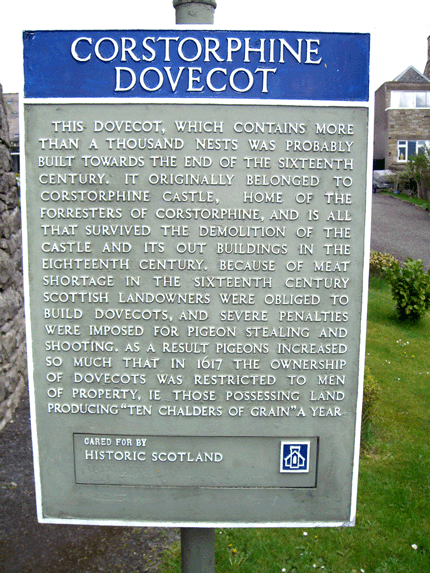 CORSTORPHINE
DOVECOT
THIS DOVECOT, WHICH CONTAINS MORE
THAN A THOUSAND NESTS WAS PROBABLY
BUILT TOWARDS THE END OF THE SIXTEENTH
CENTURY. IT ORIGINALLY BELONGED TO
CORSTORPHINE CASTLE, HOME OF THE
FORRESTERS OF CORSTORPHINE, AND IS ALL
THAT SURVIVED THE DEMOLITION OF THE
CASTLE AND ITS OUT BUILDINGS IN THE
EIGHTEENTH CENTURY. BECAUSE OF MEAT
SHORTAGE IN THE SIXTEENTH CENTURY
SCOTTISH LANDOWNERS WERE OBLIGED TO
BUILD DOVECOTS, AND SEVERE PENALTIES
WERE IMPOSED FOR PIGEON STEALING AND
SHOOTING. AS A RESULT PIGEONS INCREASED
SO MUCH THAT IN 1617 THE OWNERSHIP
OF DOVECOTS WAS RESTRICTED TO MEN
OF PROPERTY, IE THOSE POSSESSING LAND
PRODUCING "TEN CHALDERS OF GRAIN" A YEAR
CARED FOR BY
HISTORIC SCOTLAND